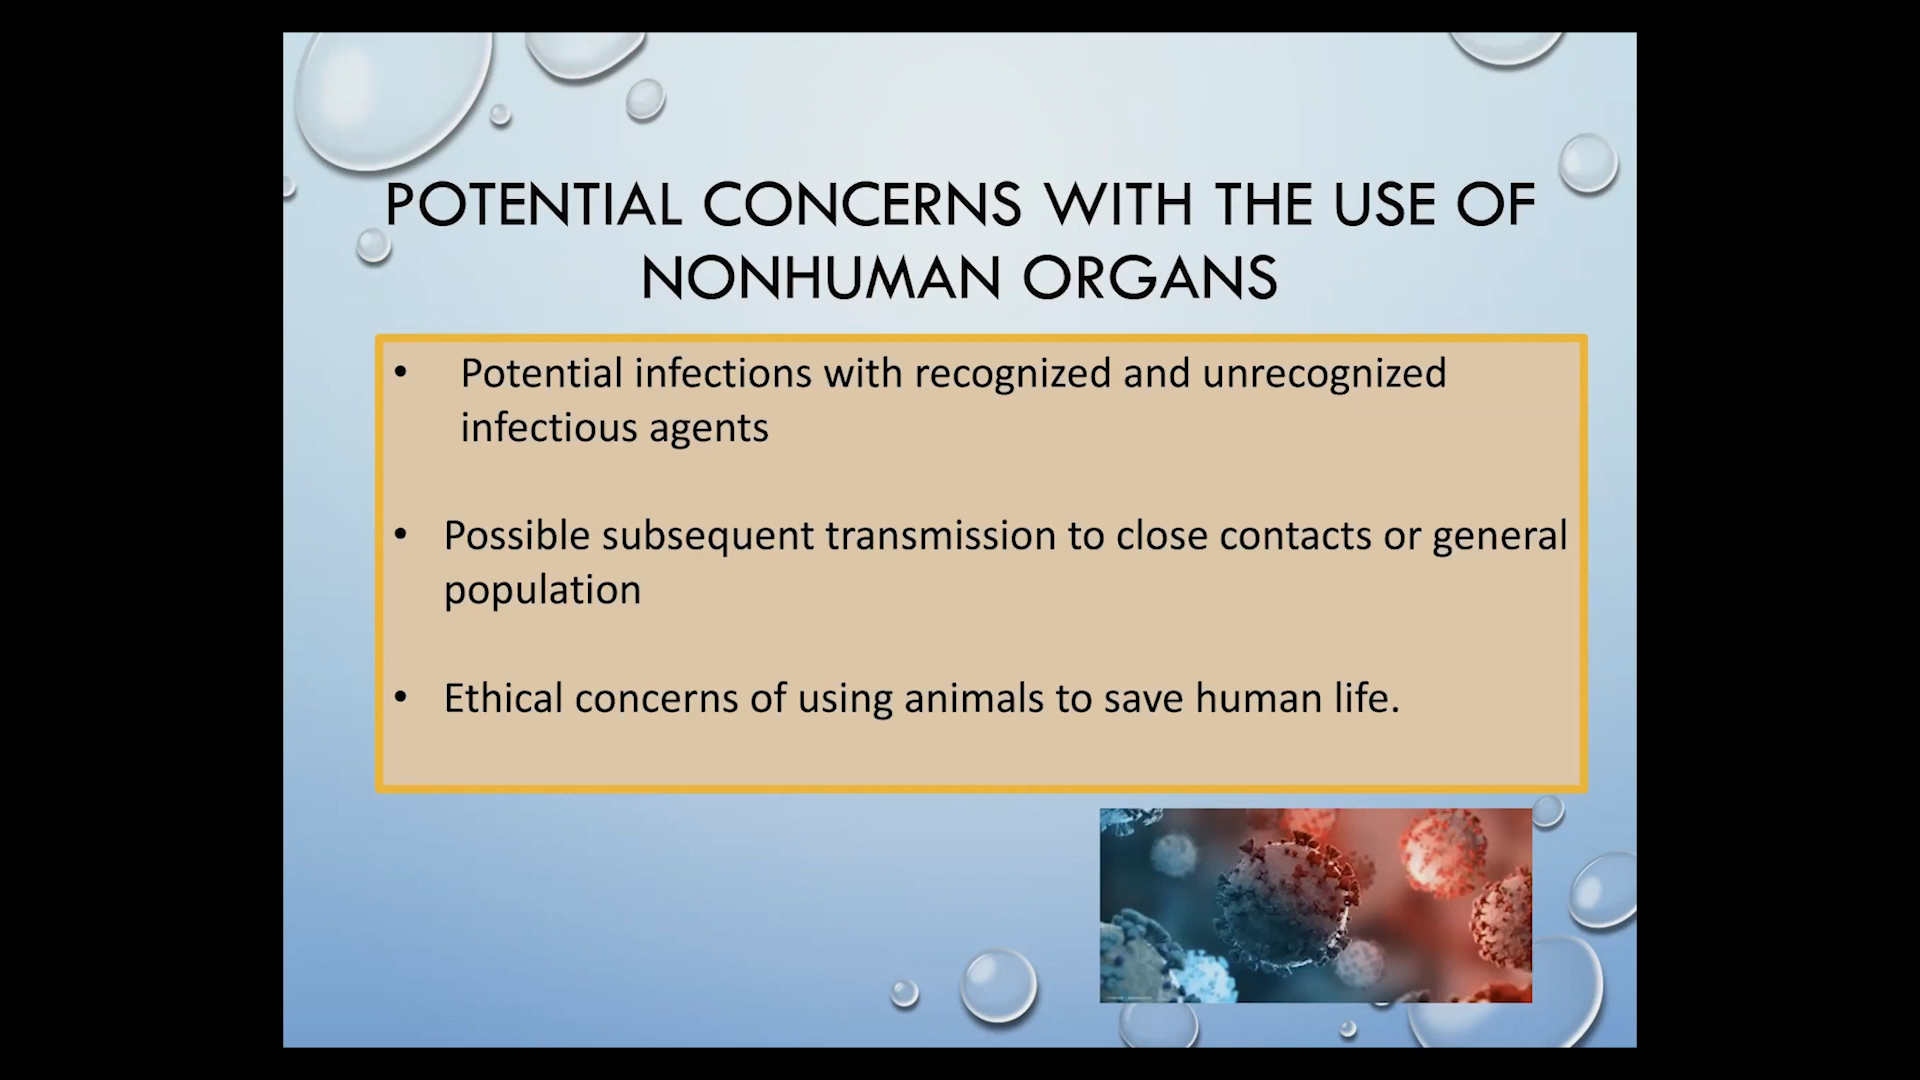 POTENTIAL CONCERNS WITH THE USE OF
NONHUMAN ORGANS
• Potential infections with recognized and unrecognized
infectious agents
• Possible subsequent transmission to close contacts or general
population
• Ethical concerns of using animals to save human life.